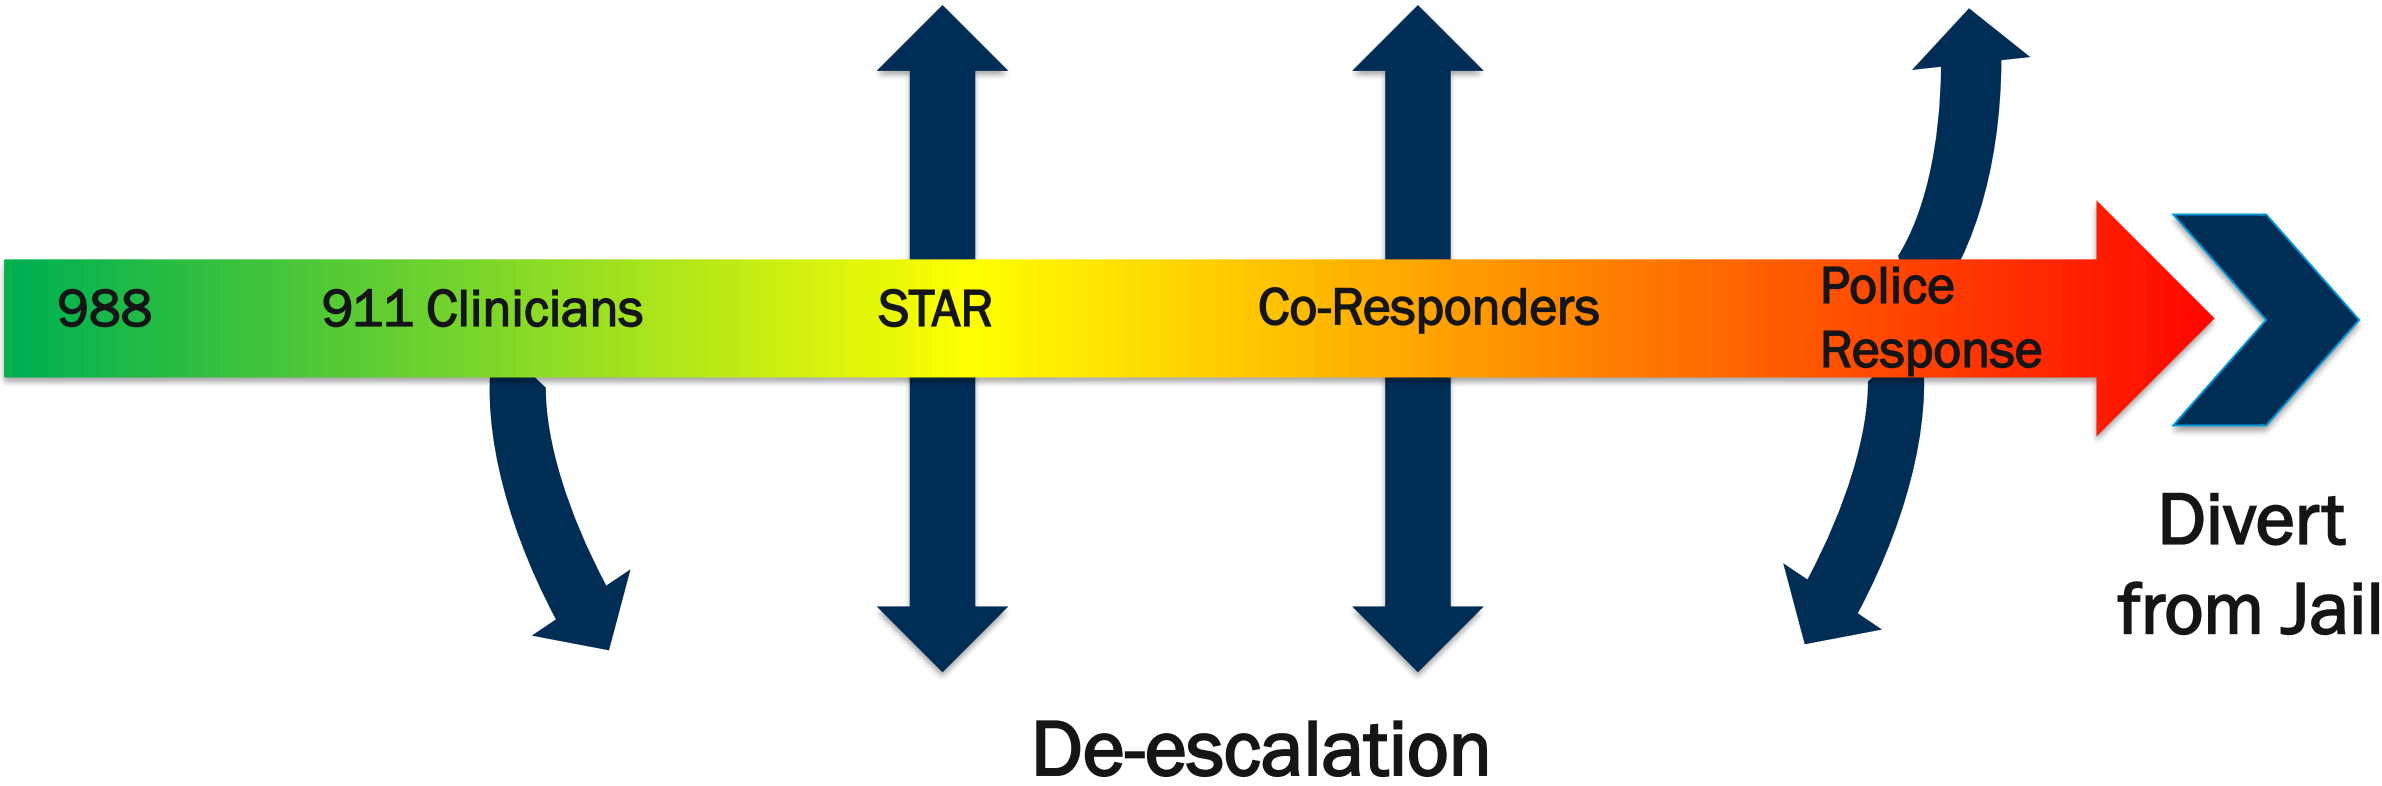 988
911 Clinicians
STAR
Co-Responders
Police
Response
Divert
from Jail
De-escalation